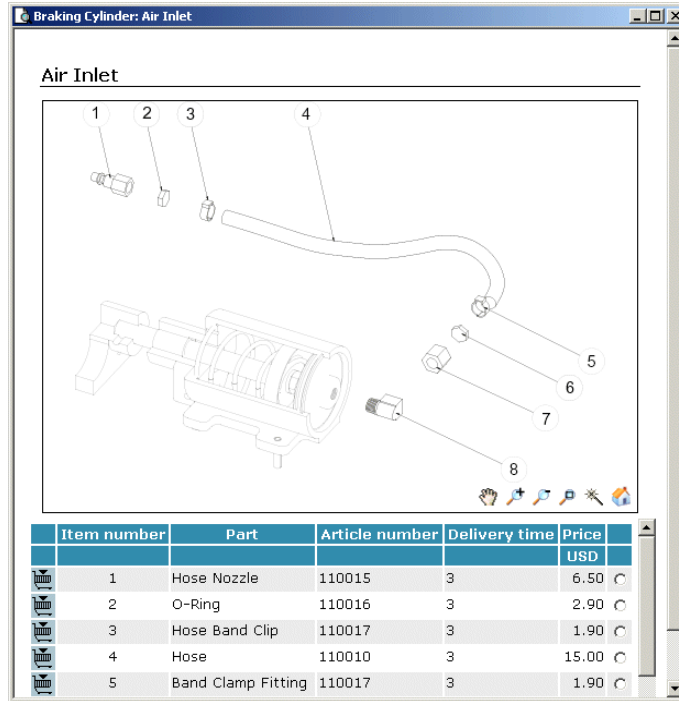 Braking Cylinder: Air Inlet
Air Inlet
1 2 3 4
5
6
7
8
Item number Part Article number Delivery time Price
USD
1 Hose Nozzle 110015 3 6.50
2 O-Ring 110016 3 2.90
3 Hose Band Clip 110017 3 1.90
4 Hose 110010 3 15.00
5 Band Clamp Fitting 110017 3 1.90